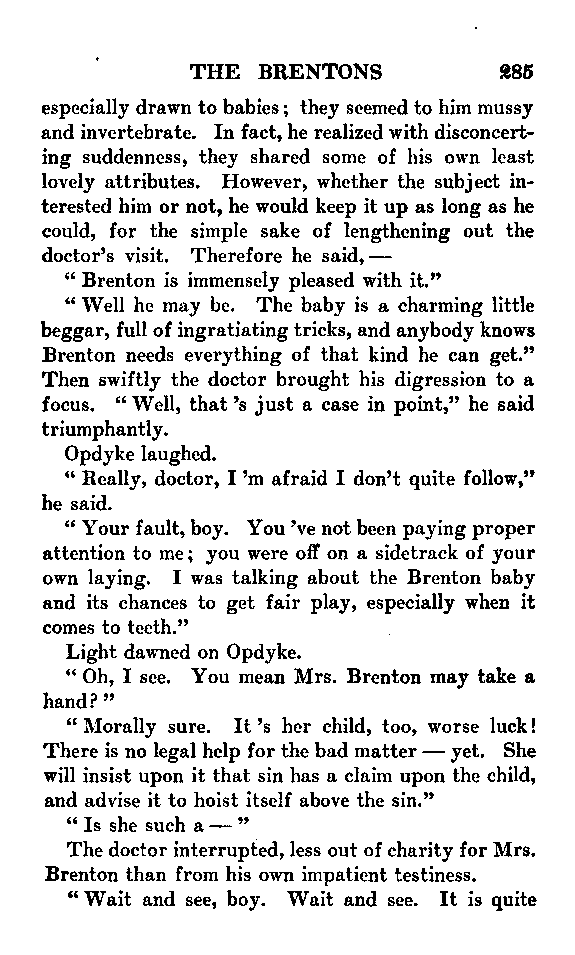 THE BRENTONS 285
especially drawn to babies; they seemed to him mussy
and invertebrate. In fact, he realized with disconcert-
ing suddenness, they shared some of his own least
lovely attributes. However, whether the subject in-
terested him or not, he would keep it up as long as he
could, for the simple sake of lengthening out the
doctor's visit. Therefore he said, —
"Brenton is immensely pleased with it."
"Well he may be. The baby is a charming little
beggar, full of ingratiating tricks, and anybody knows
Brenton needs everything of that kind he can get."
Then swiftly the doctor brought his digression to a
focus. "Well, that 's just a case in point," he said
triumphantly.
Opdyke laughed.
"Really, doctor, I 'm afraid I don't quite follow,"
he said.
"Your fault, boy. You 've not been paying proper
attention to me; you were off on a sidetrack of your
own laying. I was talking about the Brenton baby
and its chances to get fair play, especially when it
comes to teeth."
Light dawned on Opdyke.
"Oh, I see. You mean Mrs. Brenton may take a
hand?"
"Morally sure. It 's her child, too, worse luck!
There is no legal help for the bad matter — yet. She
will insist upon it that sin has a claim upon the child,
and advise it to hoist itself above the sin."
"Is she such a — "
The doctor interrupted, less out of charity for Mrs.
Brenton than from his own impatient testiness.
"Wait and see, boy. Wait and see. It is quite